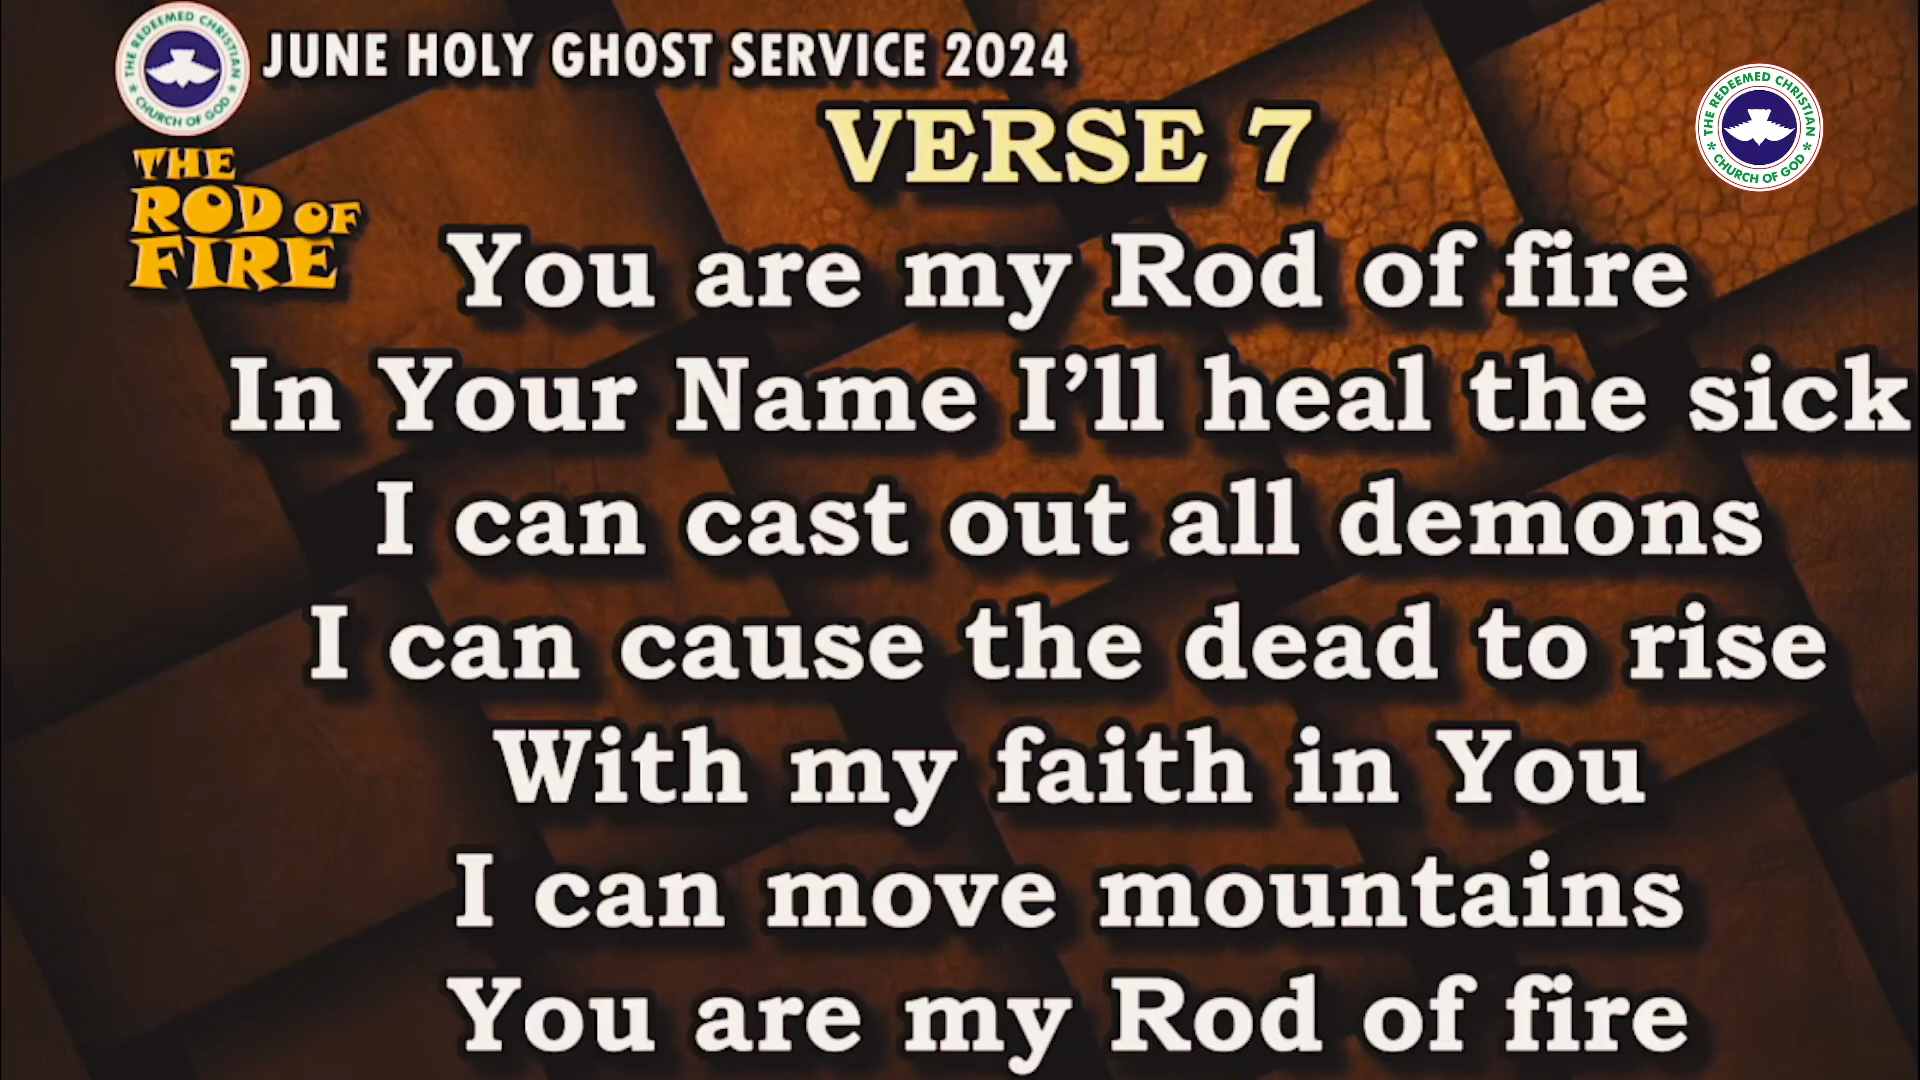 THE REDEEMED CHRISTIAN
CHURCH OF GOD
JUNE HOLY GHOST SERVICE 2024
THE REDEEMED CHRISTIAN
CHURCH OF GOD
THE
ROD OF
FIRE
VERSE 7
You are my Rod of fire
In Your Name I’ll heal the sick
I can cast out all demons
I can cause the dead to rise
With my faith in You
I can move mountains
You are my Rod of fire